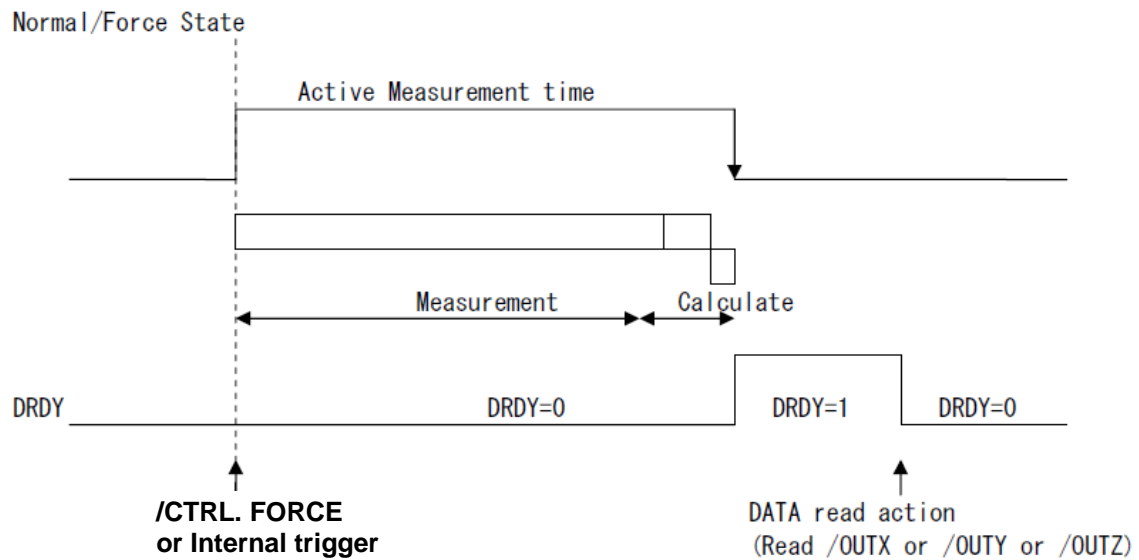 Normal/Force State
Active Measurement time
Measurement
Calculate
DRDY
DRDY=0
DRDY=1
DRDY=0
/CTRL. FORCE
or Internal trigger
DATA read action
(Read /OUTX or /OUTY or /OUTZ)